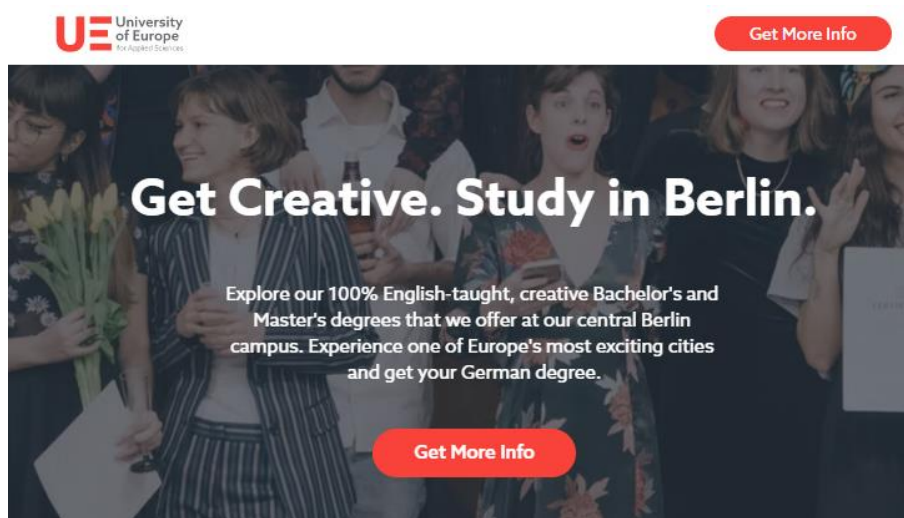 UE University
of Europe
for Applied Sciences
Get More Info
Get Creative. Study in Berlin.
Explore our 100% English-taught, creative Bachelor's and
Master's degrees that we offer at our central Berlin
campus. Experience one of Europe's most exciting cities
and get your German degree.
Get More Info